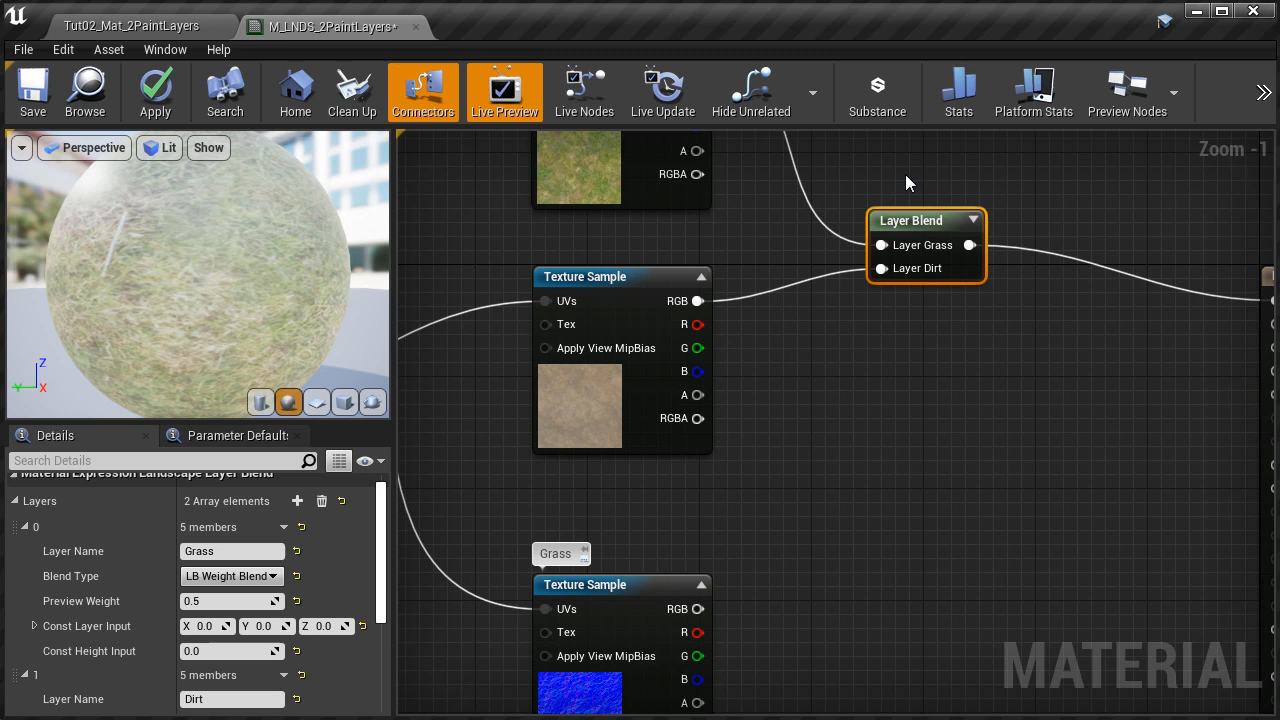 Tut02_Mat_2PaintLayers
M_LNDS_2PaintLayers*
File Edit Asset Window Help
Save Browse Apply Search Home Clean Up Connectors Live Preview Live Nodes Live Update Hide Unrelated Substance Stats Platform Stats Preview Nodes
Perspective Lit Show
Zoom -1
A
RGBA
Layer Blend
Layer Grass
Layer Dirt
Texture Sample
UVs RGB
Tex R
Apply View MipBias G
B
A
RGBA
Z
Y X
Details Parameter Defaults
Search Details
Material Expression Landscape Layer Blend
Layers 2 Array elements
0 5 members
Layer Name Grass
Blend Type LB Weight Blend
Preview Weight 0.5
Const Layer Input X 0.0 Y 0.0 Z 0.0
Const Height Input 0.0
1 5 members
Layer Name Dirt
Grass
Texture Sample
UVs RGB
Tex R
Apply View MipBias G
B
A
MATERIAL